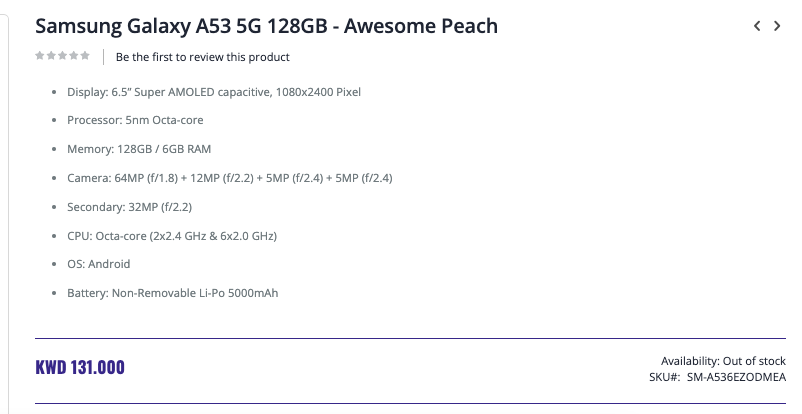 Samsung Galaxy A53 5G 128GB - Awesome Peach
Be the first to review this product
Display: 6.5” Super AMOLED capacitive, 1080x2400 Pixel
Processor: 5nm Octa-core
Memory: 128GB / 6GB RAM
Camera: 64MP (f/1.8) + 12MP (f/2.2) + 5MP (f/2.4) + 5MP (f/2.4)
Secondary: 32MP (f/2.2)
CPU: Octa-core (2x2.4 GHz & 6x2.0 GHz)
OS: Android
Battery: Non-Removable Li-Po 5000mAh
KWD 131.000
Availability: Out of stock
SKU#: SM-A536EZODMEA